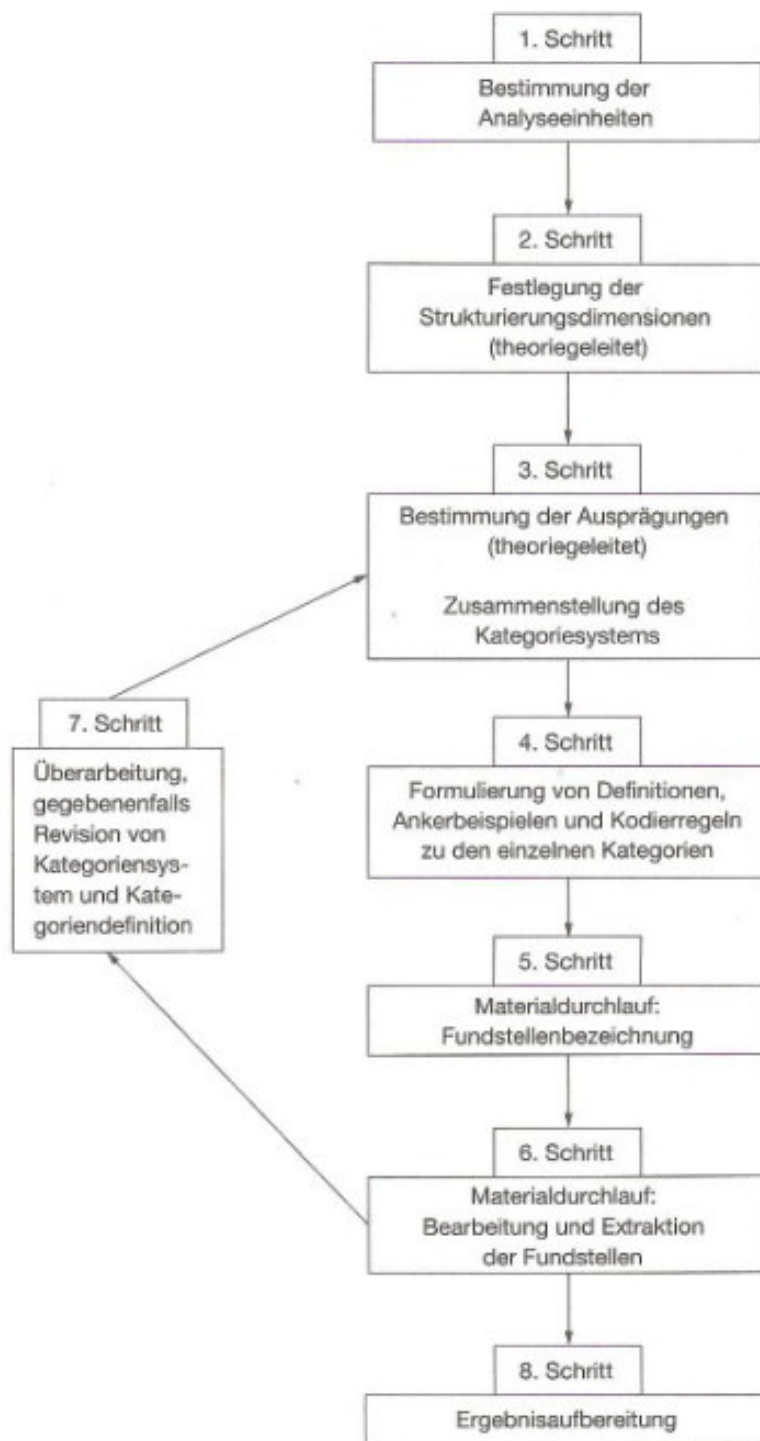 1. Schritt
Bestimmung der
Analyseeinheiten
2. Schritt
Festlegung der
Strukturierungsdimensionen
(theoriegeleitet)
3. Schritt
Bestimmung der Ausprägungen
(theoriegeleitet)
Zusammenstellung des
Kategoriesystems
4. Schritt
Formulierung von Definitionen,
Ankerbeispielen und Kodierregeln
zu den einzelnen Kategorien
5. Schritt
Materialdurchlauf:
Fundstellenbezeichnung
6. Schritt
Materialdurchlauf:
Bearbeitung und Extraktion
der Fundstellen
7. Schritt
Überarbeitung,
gegebenenfalls
Revision von
Kategoriensys-
tem und Kate-
goriendefinition
8. Schritt
Ergebnisaufbereitung